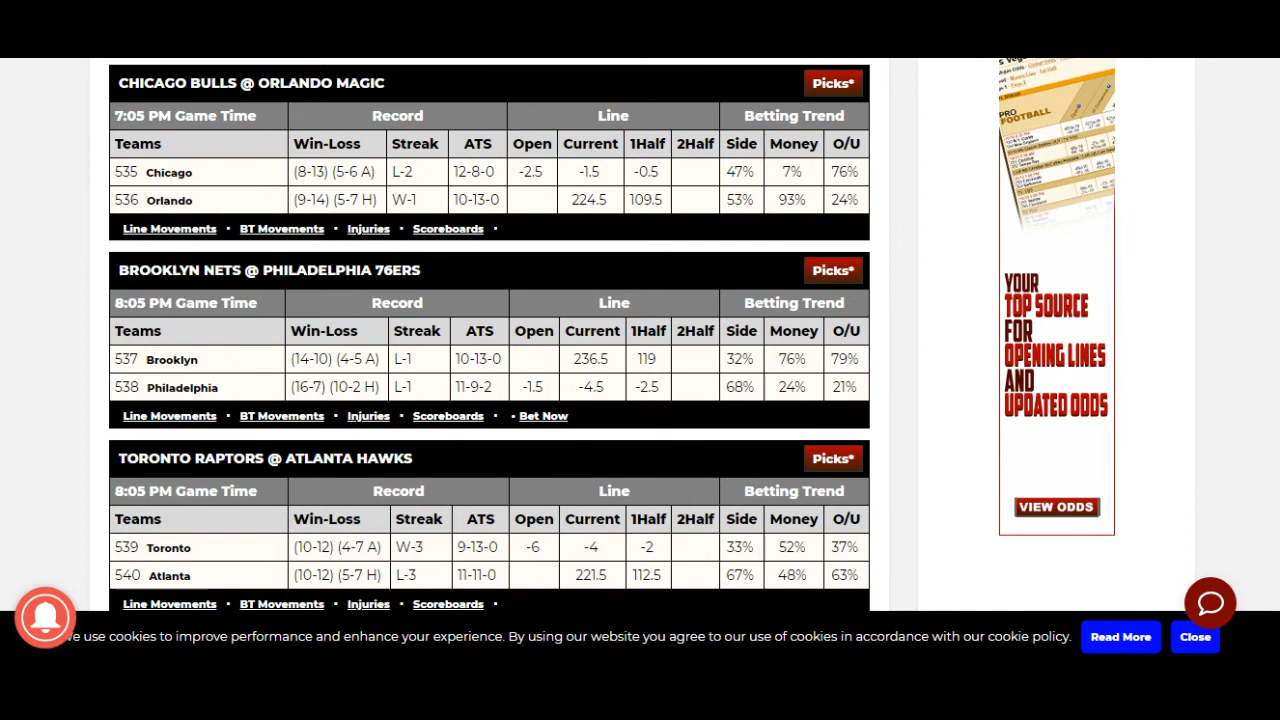 CHICAGO BULLS @ ORLANDO MAGIC Picks*
7:05 PM Game Time Record Line Betting Trend
Teams Win-Loss Streak ATS Open Current 1Half 2Half Side Money O/U
535 Chicago (8-13) (5-6 A) L-2 12-8-0 -2.5 -1.5 -0.5 47% 7% 76%
536 Orlando (9-14) (5-7 H) W-1 10-13-0 224.5 109.5 53% 93% 24%
Line Movements · BT Movements · Injuries · Scoreboards ·
BROOKLYN NETS @ PHILADELPHIA 76ERS Picks*
8:05 PM Game Time Record Line Betting Trend
Teams Win-Loss Streak ATS Open Current 1Half 2Half Side Money O/U
537 Brooklyn (14-10) (4-5 A) L-1 10-13-0 236.5 119 32% 76% 79%
538 Philadelphia (16-7) (10-2 H) L-1 11-9-2 -1.5 -4.5 -2.5 68% 24% 21%
Line Movements · BT Movements · Injuries · Scoreboards · • Bet Now
TORONTO RAPTORS @ ATLANTA HAWKS Picks*
8:05 PM Game Time Record Line Betting Trend
Teams Win-Loss Streak ATS Open Current 1Half 2Half Side Money O/U
539 Toronto (10-12) (4-7 A) W-3 9-13-0 -6 -4 -2 33% 52% 37%
540 Atlanta (10-12) (5-7 H) L-3 11-11-0 221.5 112.5 67% 48% 63%
Line Movements · BT Movements · Injuries · Scoreboards ·
PRO
FOOTBALL
YOUR
TOP SOURCE
FOR
OPENING LINES
AND
UPDATED ODDS
VIEW ODDS
use cookies to improve performance and enhance your experience. By using our website you agree to our use of cookies in accordance with our cookie policy. Read More Close